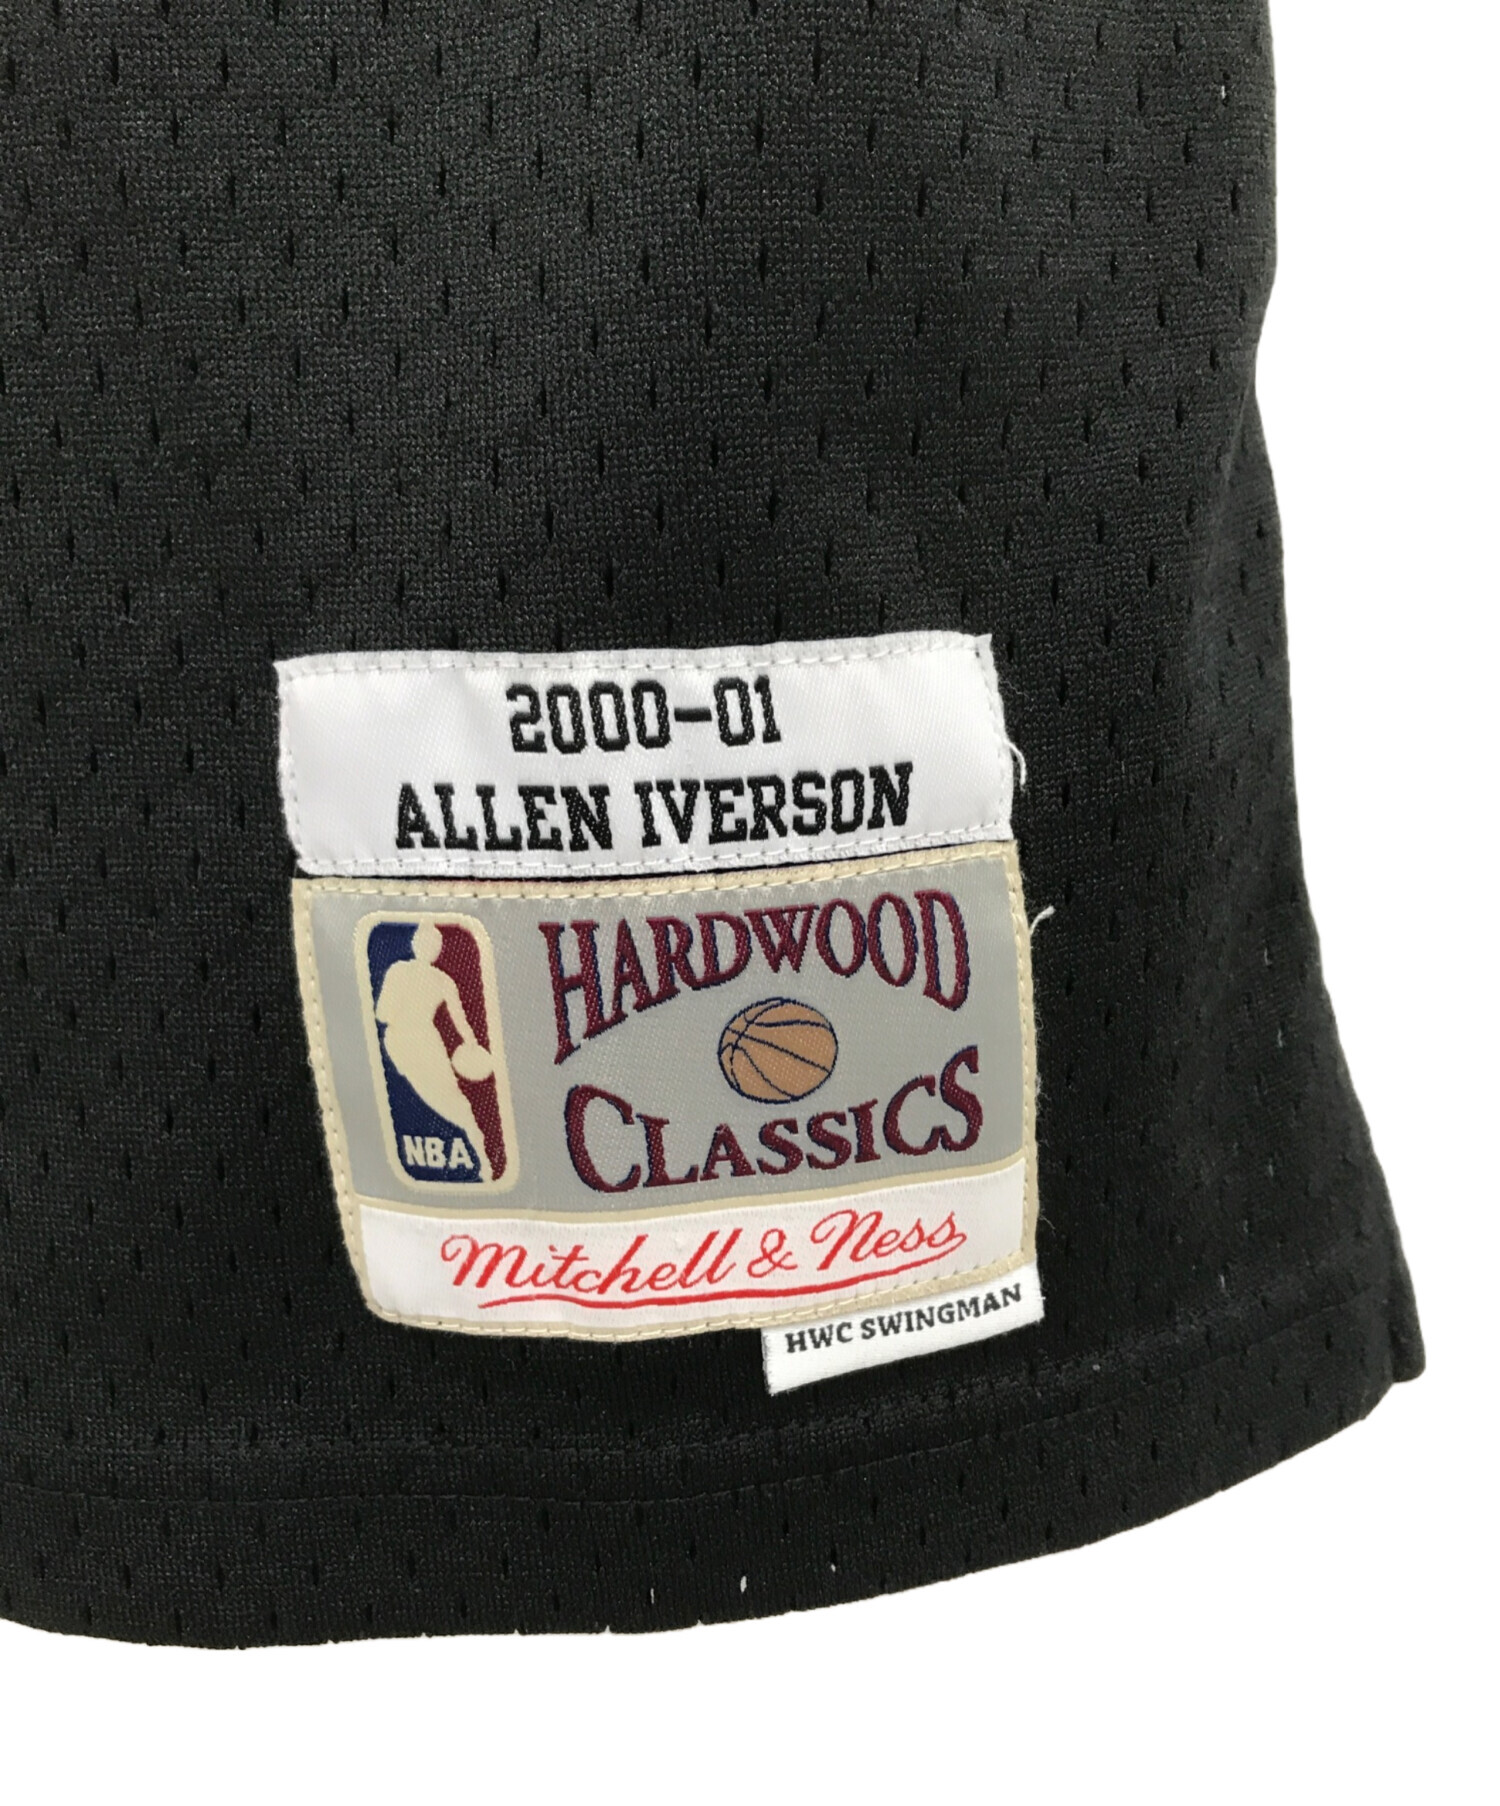 2000-01
ALLEN IVERSON
HARDWOOD
CLASSICS
NBA
Mitchell & Ness
HWC SWINGMAN